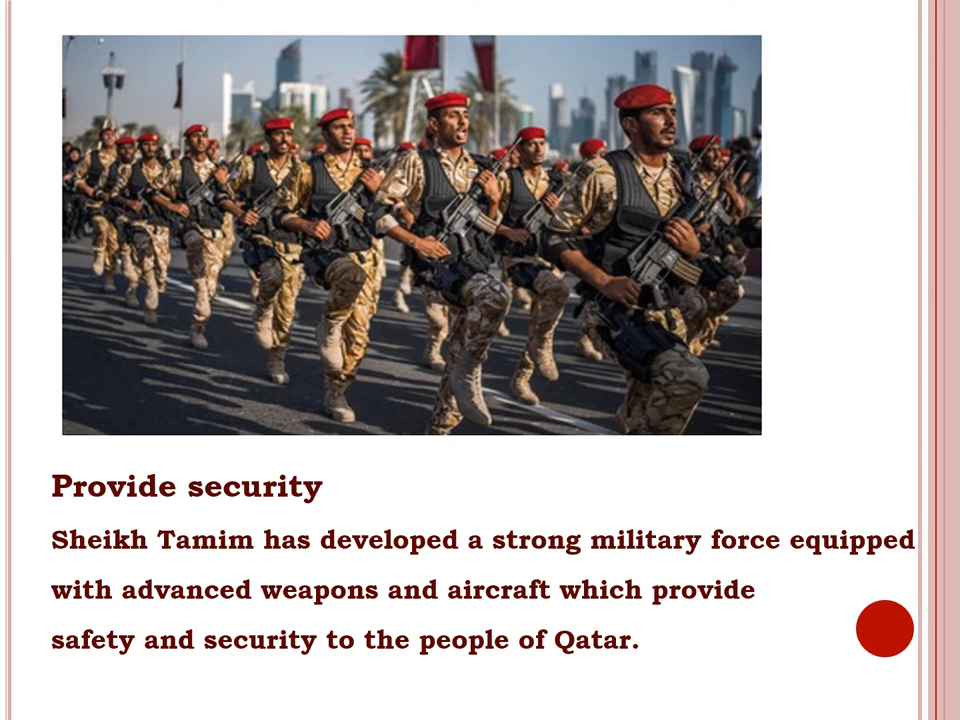 Provide security
Sheikh Tamim has developed a strong military force equipped
with advanced weapons and aircraft which provide
safety and security to the people of Qatar.